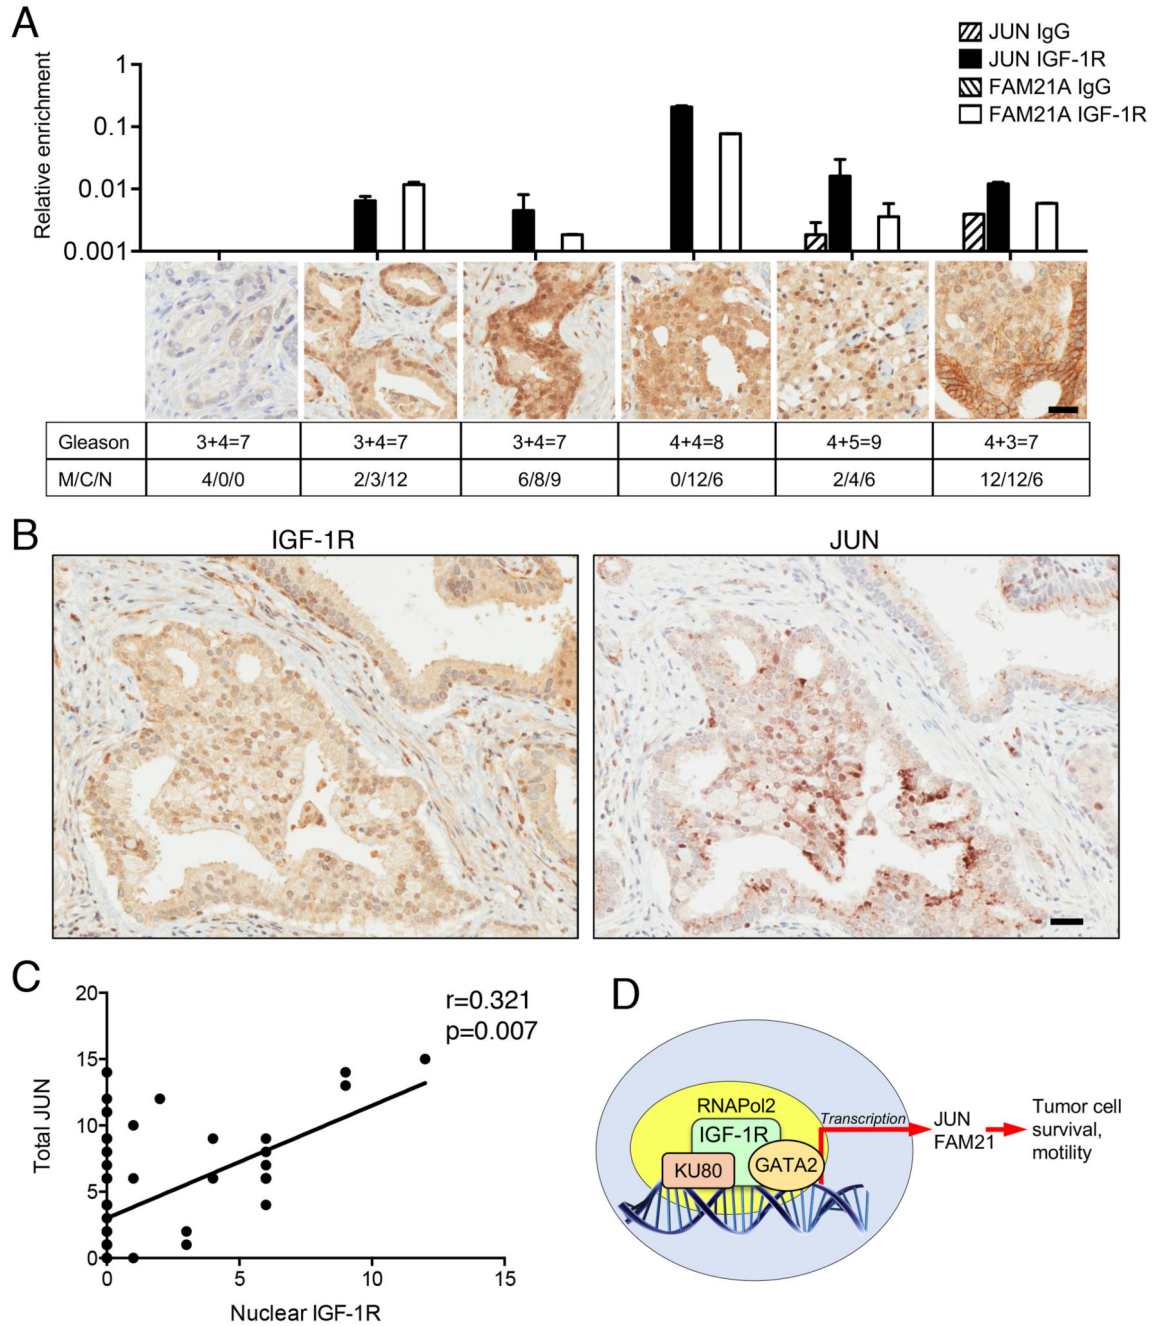 A
JUN IgG
JUN IGF-1R
FAM21A IgG
FAM21A IGF-1R
Relative enrichment
1
0.1
0.01
0.001
Gleason 3+4=7 3+4=7 3+4=7 4+4=8 4+5=9 4+3=7
M/C/N 4/0/0 2/3/12 6/8/9 0/12/6 2/4/6 12/12/6
B
IGF-1R JUN
C
r=0.321
p=0.007
Total JUN
20
15
10
5
0
0 5 10 15
Nuclear IGF-1R
D
RNAPol2
IGF-1R
KU80
GATA2
Transcription
JUN
FAM21
Tumor cell
survival,
motility